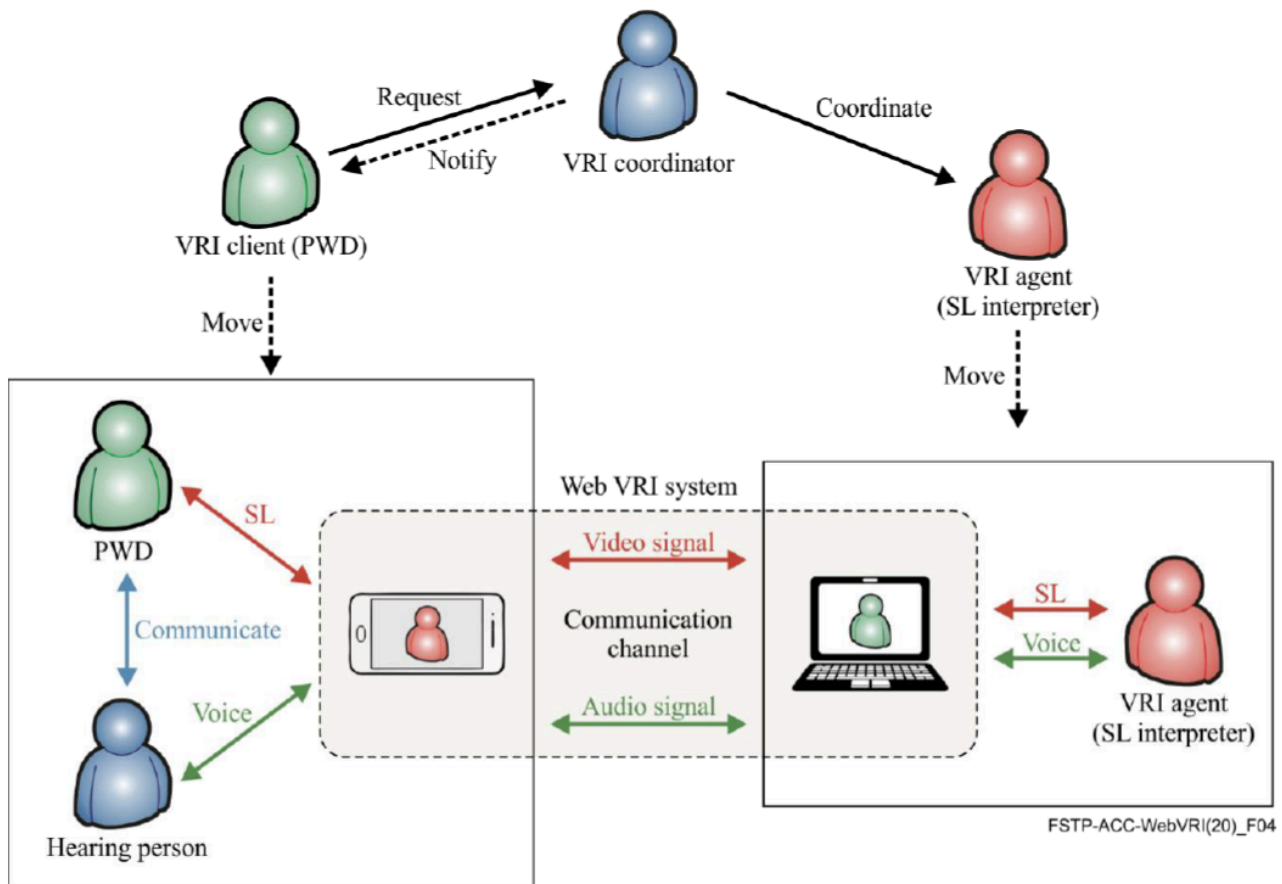 Request
Notify
VRI coordinator
Coordinate
VRI client (PWD)
VRI agent
(SL interpreter)
Move
Move
Web VRI system
SL
Video signal
PWD
Communicate
Communication
channel
SL
Voice
Voice
Audio signal
VRI agent
(SL interpreter)
Hearing person
FSTP-ACC-WebVRI(20)_F04